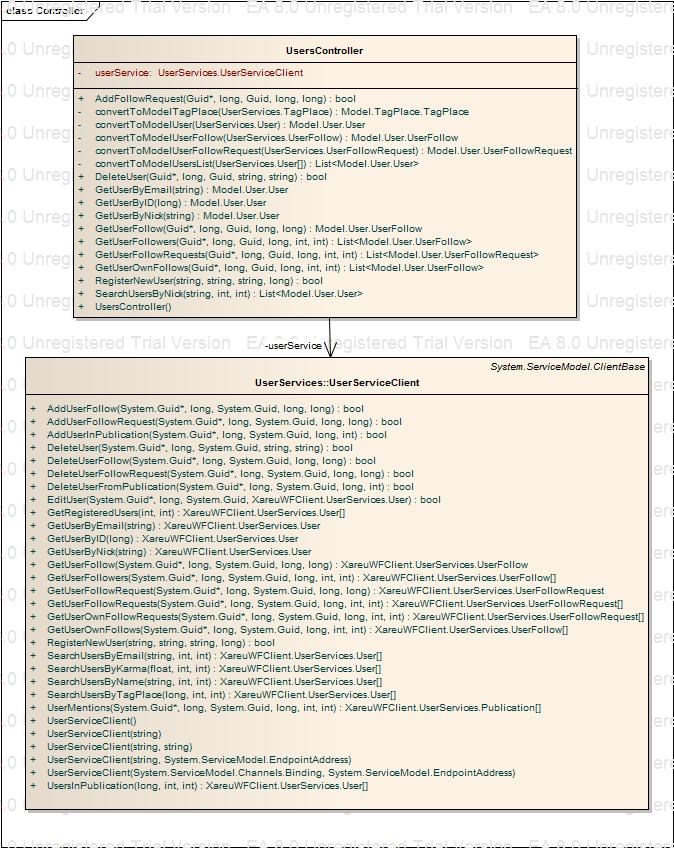 class Controller
EA 8.0 Unregistered Trial Version
UsersController
- userService: UserServices.UserServiceClient
+ AddFollowRequest(Guid*, long, Guid, long, long) : bool
- convertToModelTagPlace(UserServices.TagPlace) : Model.TagPlace.TagPlace
- convertToModelUser(UserServices.User) : Model.User.User
- convertToModelUserFollow(UserServices.UserFollow) : Model.User.UserFollow
- convertToModelUserFollowRequest(UserServices.UserFollowRequest) : Model.User.UserFollowRequest
- convertToModelUsersList(UserServices.User[]) : List<Model.User.User>
+ DeleteUser(Guid*, long, Guid, string, string) : bool
+ GetUserByEmail(string) : Model.User.User
+ GetUserByID(long) : Model.User.User
+ GetUserByNick(string) : Model.User.User
+ GetUserFollow(Guid*, long, Guid, long, long) : Model.User.UserFollow
+ GetUserFollowers(Guid*, long, Guid, long, int, int) : List<Model.User.UserFollow>
+ GetUserFollowRequests(Guid*, long, Guid, long, int, int) : List<Model.User.UserFollowRequest>
+ GetUserOwnFollows(Guid*, long, Guid, long, int, int) : List<Model.User.UserFollow>
+ RegisterNewUser(string, string, string, long) : bool
+ SearchUsersByNick(string, int, int) : List<Model.User.User>
+ UsersController()
-userService
System.ServiceModel.ClientBase
UserServices::UserServiceClient
+ AddUserFollow(System.Guid*, long, System.Guid, long, long) : bool
+ AddUserFollowRequest(System.Guid*, long, System.Guid, long, long) : bool
+ AddUserInPublication(System.Guid*, long, System.Guid, long, int) : bool
+ DeleteUser(System.Guid*, long, System.Guid, string, string) : bool
+ DeleteUserFollow(System.Guid*, long, System.Guid, long, long) : bool
+ DeleteUserFollowRequest(System.Guid*, long, System.Guid, long, long) : bool
+ DeleteUserFromPublication(System.Guid*, long, System.Guid, long, int) : bool
+ EditUser(System.Guid*, long, System.Guid, XareuWFClient.UserServices.User) : bool
+ GetRegisteredUsers(int, int) : XareuWFClient.UserServices.User[]
+ GetUserByEmail(string) : XareuWFClient.UserServices.User
+ GetUserByID(long) : XareuWFClient.UserServices.User
+ GetUserByNick(string) : XareuWFClient.UserServices.User
+ GetUserFollow(System.Guid*, long, System.Guid, long, long) : XareuWFClient.UserServices.UserFollow
+ GetUserFollowers(System.Guid*, long, System.Guid, long, int, int) : XareuWFClient.UserServices.UserFollow[]
+ GetUserFollowRequest(System.Guid*, long, System.Guid, long, long) : XareuWFClient.UserServices.UserFollowRequest
+ GetUserFollowRequests(System.Guid*, long, System.Guid, long, int, int) : XareuWFClient.UserServices.UserFollowRequest[]
+ GetUserOwnFollowRequests(System.Guid*, long, System.Guid, long, int, int) : XareuWFClient.UserServices.UserFollowRequest[]
+ GetUserOwnFollows(System.Guid*, long, System.Guid, long, int, int) : XareuWFClient.UserServices.UserFollow[]
+ RegisterNewUser(string, string, string, long) : bool
+ SearchUsersByEmail(string, int, int) : XareuWFClient.UserServices.User[]
+ SearchUsersByKarma(float, int, int) : XareuWFClient.UserServices.User[]
+ SearchUsersByName(string, int, int) : XareuWFClient.UserServices.User[]
+ SearchUsersByTagPlace(long, int, int) : XareuWFClient.UserServices.User[]
+ UserMentions(System.Guid*, long, System.Guid, long, int, int) : XareuWFClient.UserServices.Publication[]
+ UserServiceClient()
+ UserServiceClient(string)
+ UserServiceClient(string, string)
+ UserServiceClient(string, System.ServiceModel.EndpointAddress)
+ UserServiceClient(System.ServiceModel.Channels.Binding, System.ServiceModel.EndpointAddress)
+ UsersInPublication(long, int, int) : XareuWFClient.UserServices.User[]